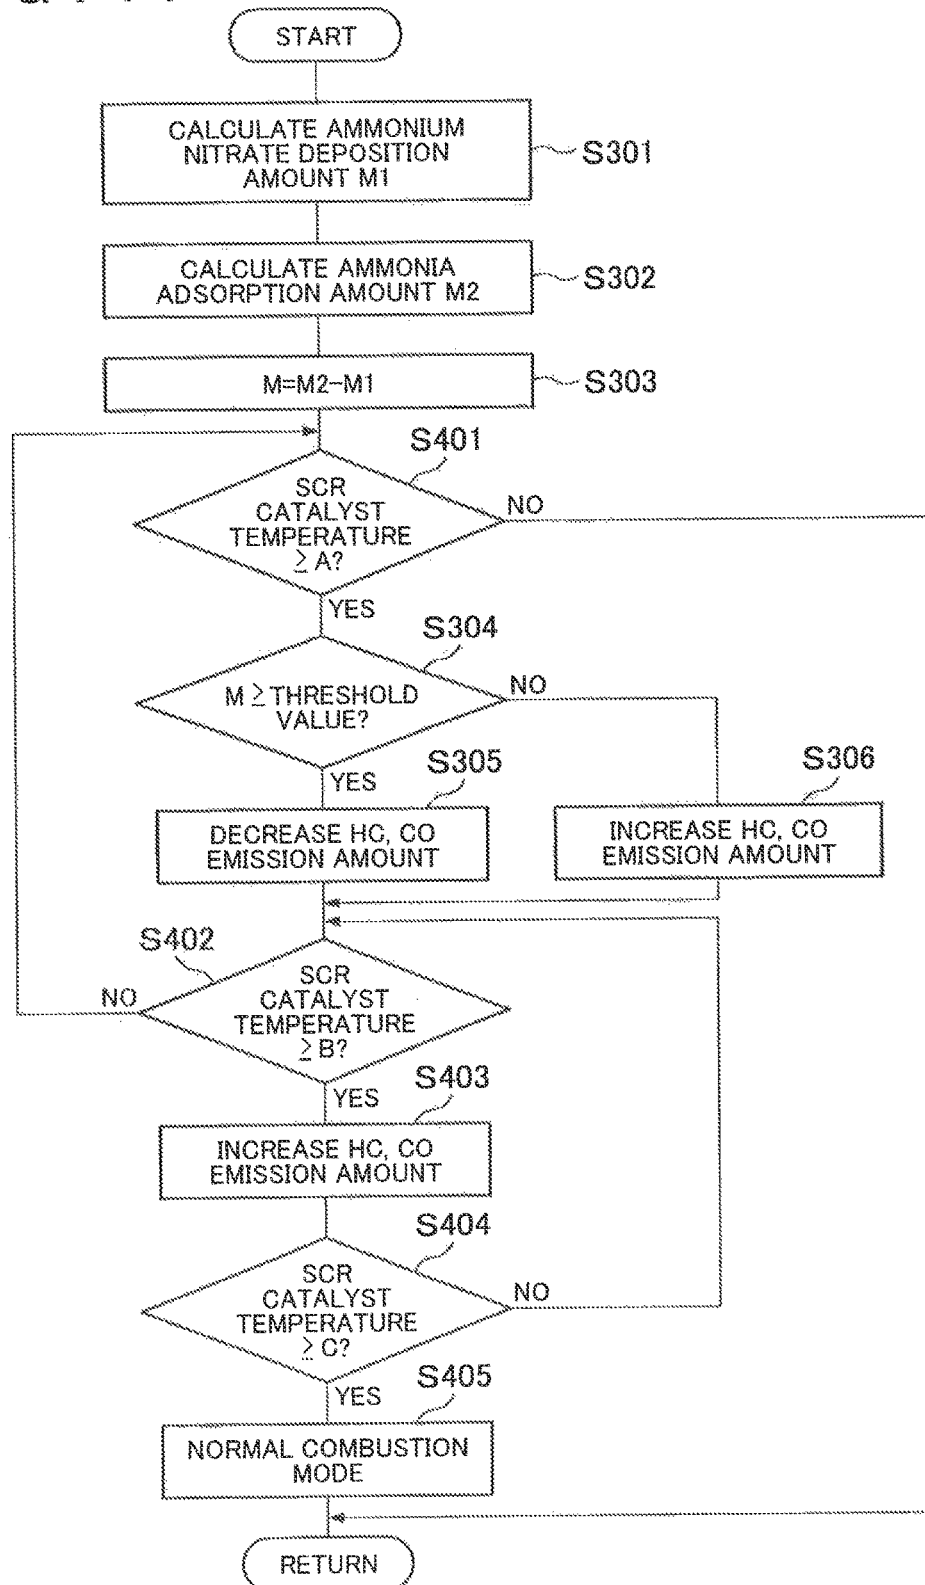 START
CALCULATE AMMONIUM
NITRATE DEPOSITION
AMOUNT M1
S301
CALCULATE AMMONIA
ADSORPTION AMOUNT M2
S302
M=M2-M1
S303
S401
SCR
CATALYST
TEMPERATURE
≥ A?
NO
YES
S304
M ≥ THRESHOLD
VALUE?
NO
YES
S305
DECREASE HC, CO
EMISSION AMOUNT
S306
INCREASE HC, CO
EMISSION AMOUNT
S402
SCR
CATALYST
TEMPERATURE
≥ B?
NO
YES
S403
INCREASE HC, CO
EMISSION AMOUNT
S404
SCR
CATALYST
TEMPERATURE
≥ C?
NO
YES
S405
NORMAL COMBUSTION
MODE
RETURN